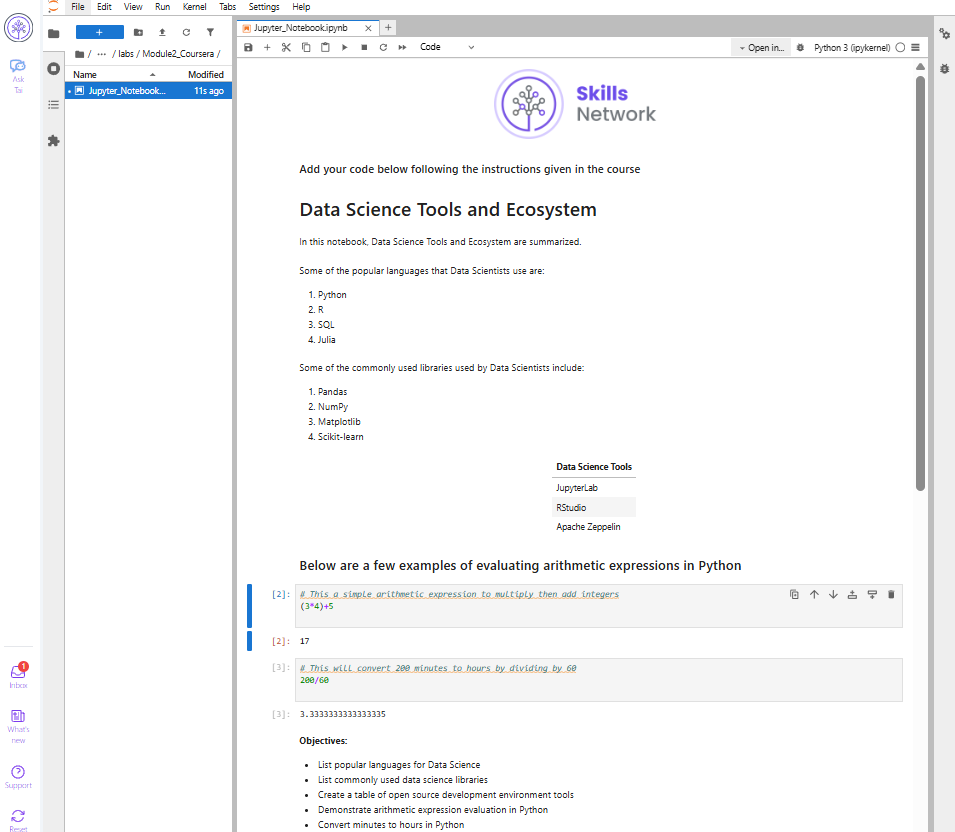 File Edit View Run Kernel Tabs Settings Help
Ask
Tai
+
/ ··· / labs / Module2_Coursera /
Name Modified
Jupyter_Notebook... 11s ago
Jupyter_Notebook.ipynb × +
Code Open in... Python 3 (ipykernel)
Skills
Network
Add your code below following the instructions given in the course
Data Science Tools and Ecosystem
In this notebook, Data Science Tools and Ecosystem are summarized.
Some of the popular languages that Data Scientists use are:
1. Python
2. R
3. SQL
4. Julia
Some of the commonly used libraries used by Data Scientists include:
1. Pandas
2. NumPy
3. Matplotlib
4. Scikit-learn
Data Science Tools
JupyterLab
RStudio
Apache Zeppelin
Below are a few examples of evaluating arithmetic expressions in Python
[2]: # This a simple arithmetic expression to multiply then add integers
(3*4)+5
[2]: 17
[3]: # This will convert 200 minutes to hours by dividing by 60
200/60
[3]: 3.3333333333333335
Objectives:
• List popular languages for Data Science
• List commonly used data science libraries
• Create a table of open source development environment tools
• Demonstrate arithmetic expression evaluation in Python
• Convert minutes to hours in Python
1
Inbox
What's
new
Support
Reset